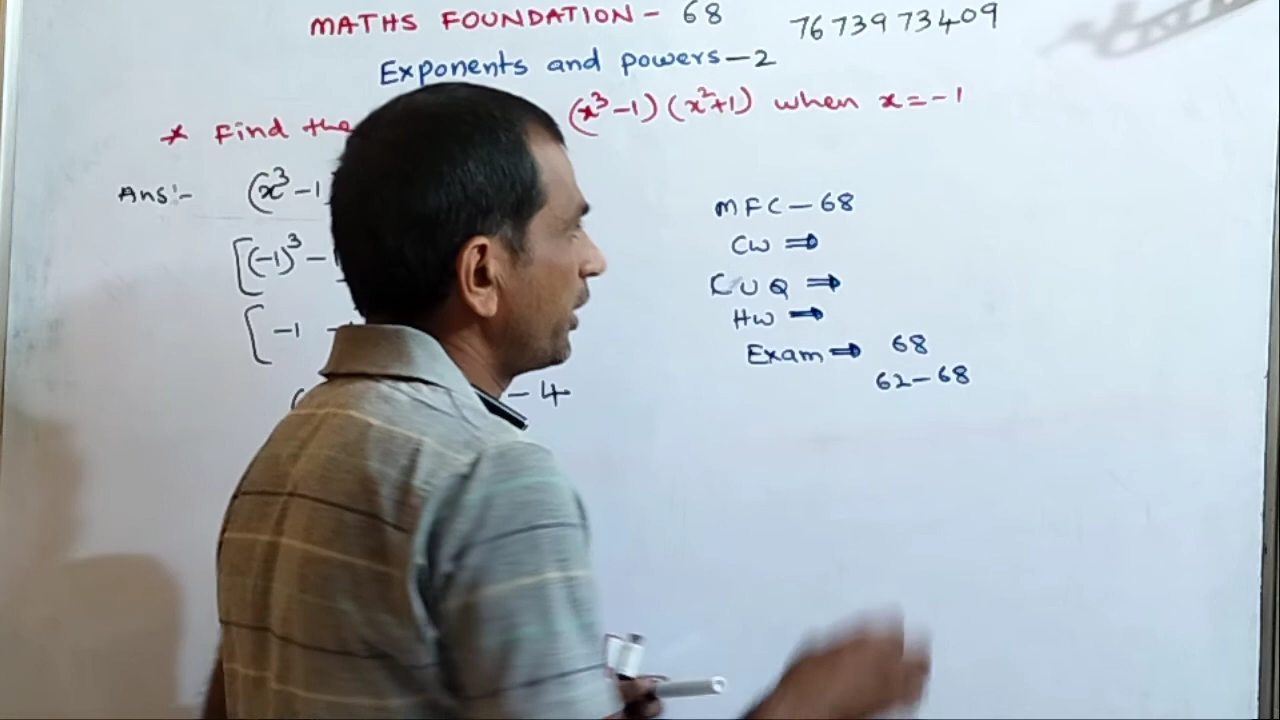 MATHS FOUNDATION - 68
7673973409
Exponents and powers - 2
* Find the (x³-1) (x²+1) when x = -1
Ans:- (x³-1
[(-1)³-
[-1
- 4
MFC - 68
CW ⇒
CUQ ⇒
HW ⇒
Exam ⇒ 68
62-68